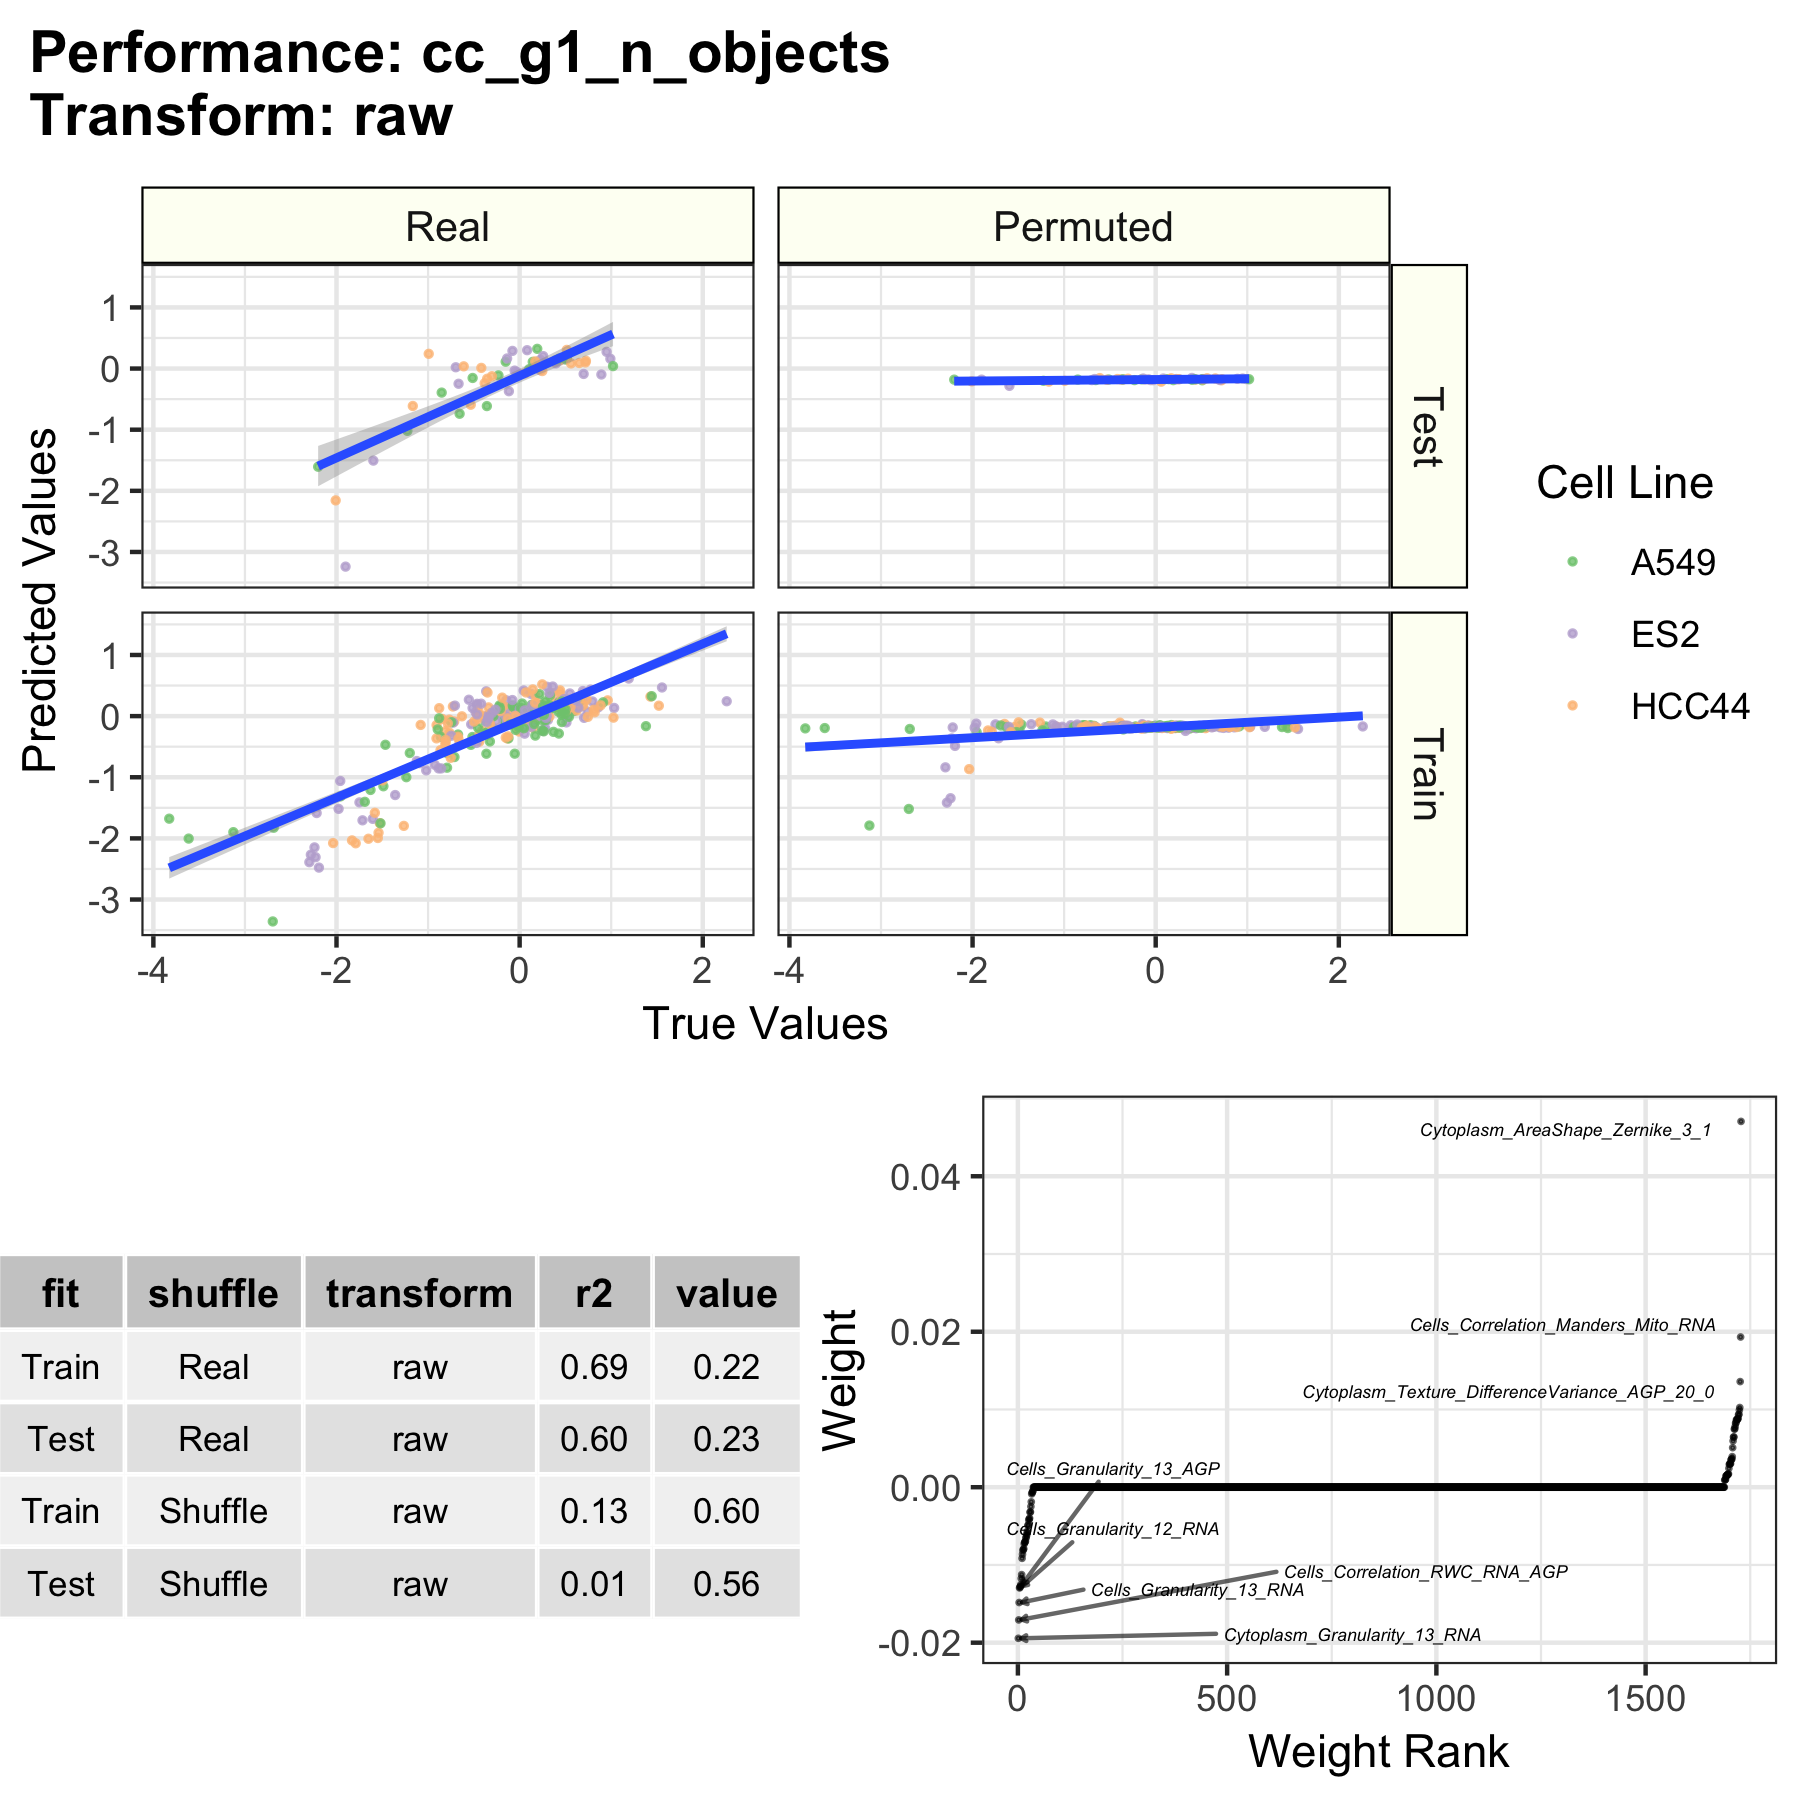 Performance: cc_g1_n_objects
Transform: raw
Real
Permuted
Predicted Values
1
0
-1
-2
-3
Test
1
0
-1
-2
-3
Train
-4
-2
0
2
-4
-2
0
2
True Values
Cell Line
A549
ES2
HCC44
fit shuffle transform r2 value
Train Real raw 0.69 0.22
Test Real raw 0.60 0.23
Train Shuffle raw 0.13 0.60
Test Shuffle raw 0.01 0.56
Weight
0.04
0.02
0.00
-0.02
Cytoplasm_AreaShape_Zernike_3_1
Cells_Correlation_Manders_Mito_RNA
Cytoplasm_Texture_DifferenceVariance_AGP_20_0
Cells_Granularity_13_AGP
Cells_Granularity_12_RNA
Cells_Correlation_RWC_RNA_AGP
Cells_Granularity_13_RNA
Cytoplasm_Granularity_13_RNA
0
500
1000
1500
Weight Rank